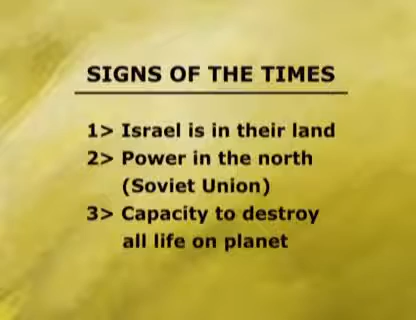 SIGNS OF THE TIMES
1> Israel is in their land
2> Power in the north
(Soviet Union)
3> Capacity to destroy
all life on planet